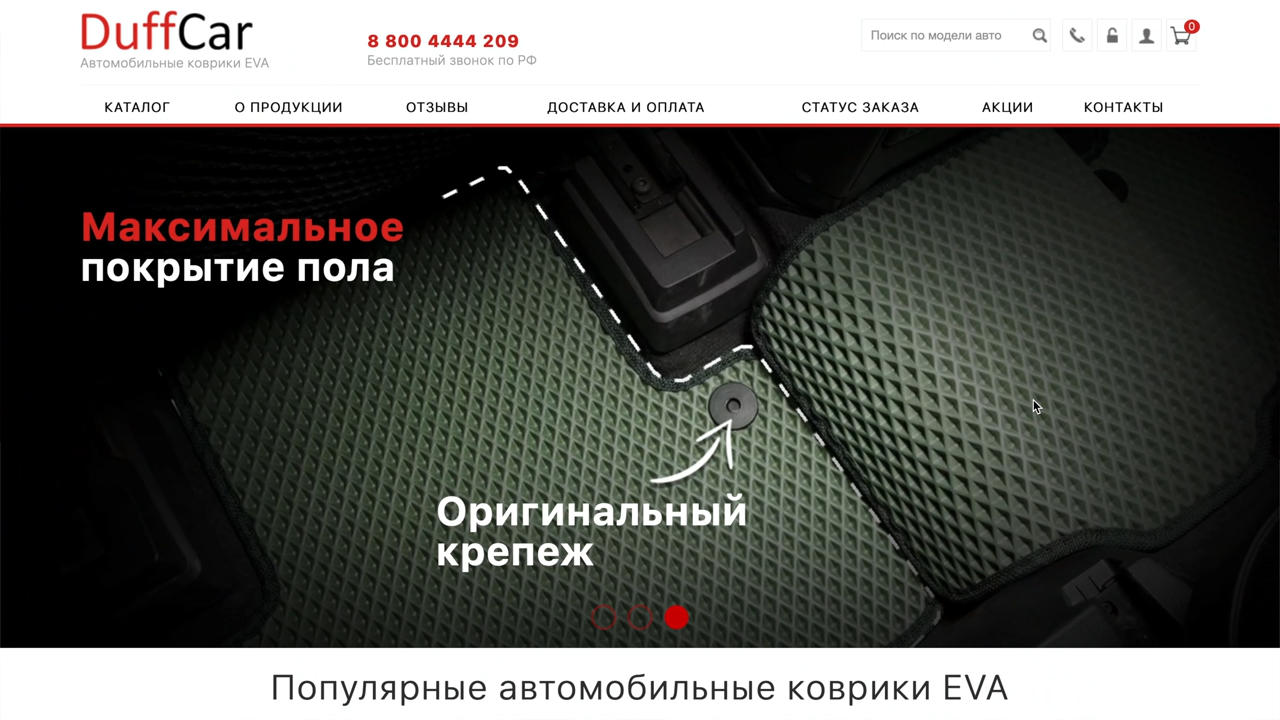 DuffCar
Автомобильные коврики EVA
8 800 4444 209
Бесплатный звонок по РФ
Поиск по модели авто
0
КАТАЛОГ
О ПРОДУКЦИИ
ОТЗЫВЫ
ДОСТАВКА И ОПЛАТА
СТАТУС ЗАКАЗА
АКЦИИ
КОНТАКТЫ
Максимальное
покрытие пола
Оригинальный
крепеж
Популярные автомобильные коврики EVA